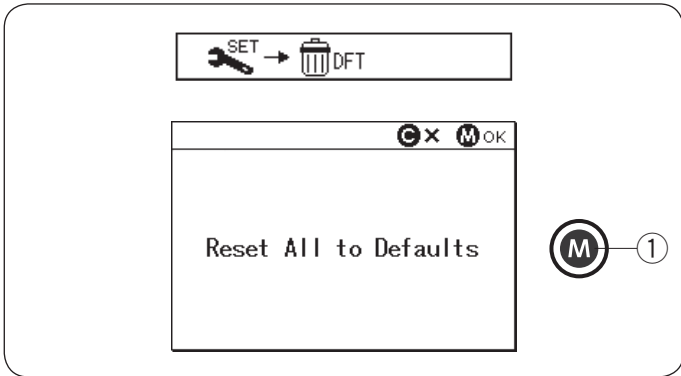 SET → DFT
C × M OK
Reset All to Defaults
M 1